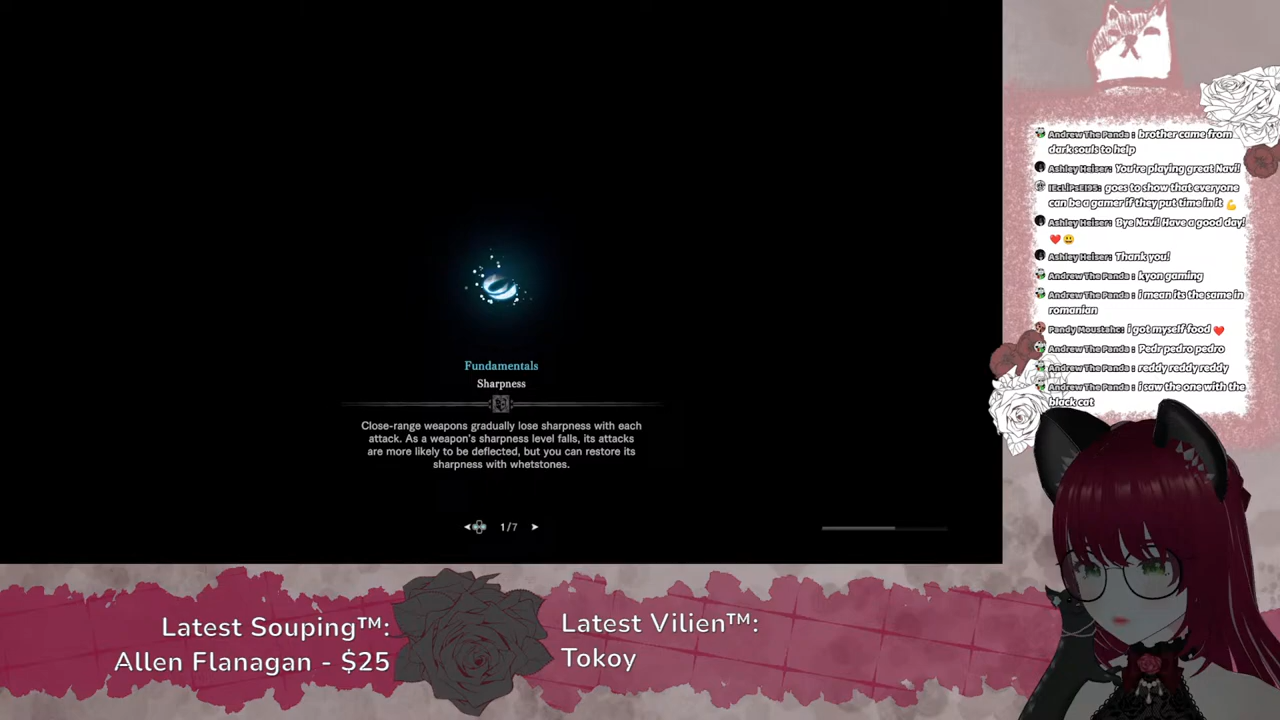 Fundamentals
Sharpness
Close-range weapons gradually lose sharpness with each
attack. As a weapon's sharpness level falls, its attacks
are more likely to be deflected, but you can restore its
sharpness with whetstones.
1/7
Andrew The Panda : brother came from
dark souls to help
Ashley Heiser: You're playing great Navi!
goes to show that everyone
can be a gamer if they put time in it 💪
Ashley Heiser: Bye Navi! Have a good day!
❤️😃
Ashley Heiser: Thank you!
Andrew The Panda : kyon gaming
Andrew The Panda : i mean its the same in
romanian
Pandy Moustahc: i got myself food ❤️
Andrew The Panda : Pedr pedro pedro
Andrew The Panda : reddy reddy reddy
Andrew The Panda : i saw the one with the
black cat
Latest Souping™:
Allen Flanagan - $25
Latest Vilien™:
Tokoy